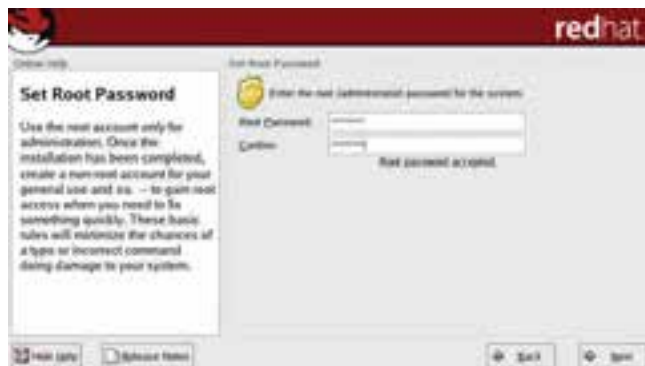 redhat
Online Help
Set Root Password
Set Root Password
Use the root account only for
administration. Once the
installation has been completed,
create a non-root account for your
general use and su - to gain root
access when you need to fix
something quickly. These basic
rules will minimize the chances of
a typo or incorrect command
doing damage to your system.
Enter the root (administrator) password for the system.
Root Password:
Confirm:
Root password accepted.
Hide Help
Release Notes
Back
Next